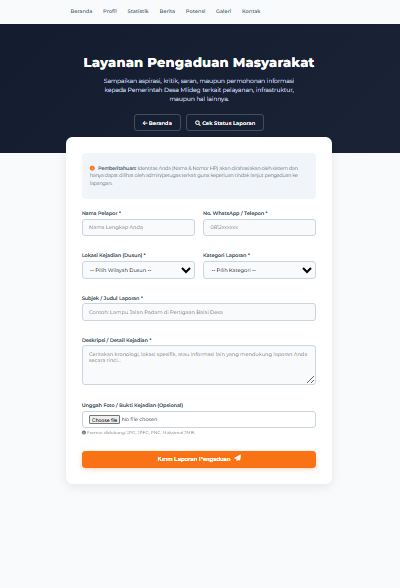 Beranda Profil Statistik Berita Potensi Galeri Kontak
Layanan Pengaduan Masyarakat
Sampaikan aspirasi, kritik, saran, maupun permohonan informasi
kepada Pemerintah Desa Mideg terkait pelayanan, infrastruktur,
maupun hal lainnya.
Beranda Cek Status Laporan
Pemberitahuan: Identitas Anda (Nama & Nomor HP) akan dirahasiakan oleh sistem dan
hanya dapat dilihat oleh admin/petugas terkait guna keperluan tindak lanjut pengaduan ke
lapangan.
Nama Pelapor * No. WhatsApp / Telepon *
Nama Lengkap Anda 0812xxxxxx
Lokasi Kejadian (Dusun) * Kategori Laporan *
-- Pilih Wilayah Dusun -- -- Pilih Kategori --
Subjek / Judul Laporan *
Contoh: Lampu Jalan Padam di Pertigaan Balai Desa
Deskripsi / Detail Kejadian *
Ceritakan kronologi, lokasi spesifik, atau informasi lain yang mendukung laporan Anda
secara rinci...
Unggah Foto / Bukti Kejadian (Opsional)
Choose file No file chosen
Format didukung: JPG, JPEG, PNG. Maksimal
Kirim Laporan Pengaduan